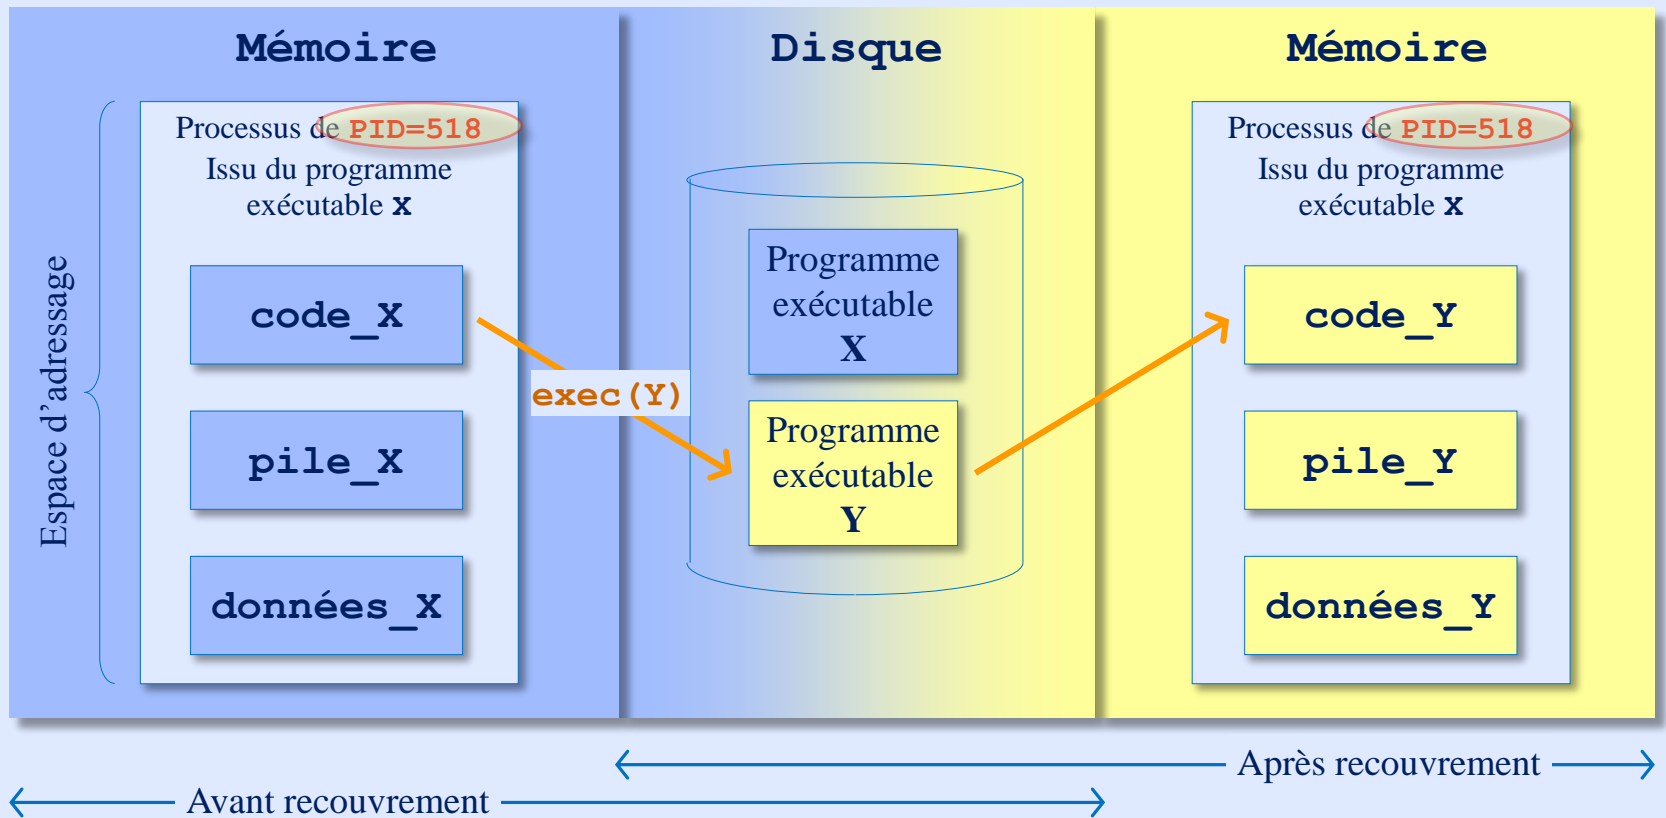 Mémoire
Disque
Mémoire
Espace d'adressage
Processus de PID=518
Issu du programme
exécutable X
code_X
pile_X
données_X
exec(Y)
Programme
exécutable
X
Programme
exécutable
Y
Processus de PID=518
Issu du programme
exécutable X
code_Y
pile_Y
données_Y
Après recouvrement
Avant recouvrement